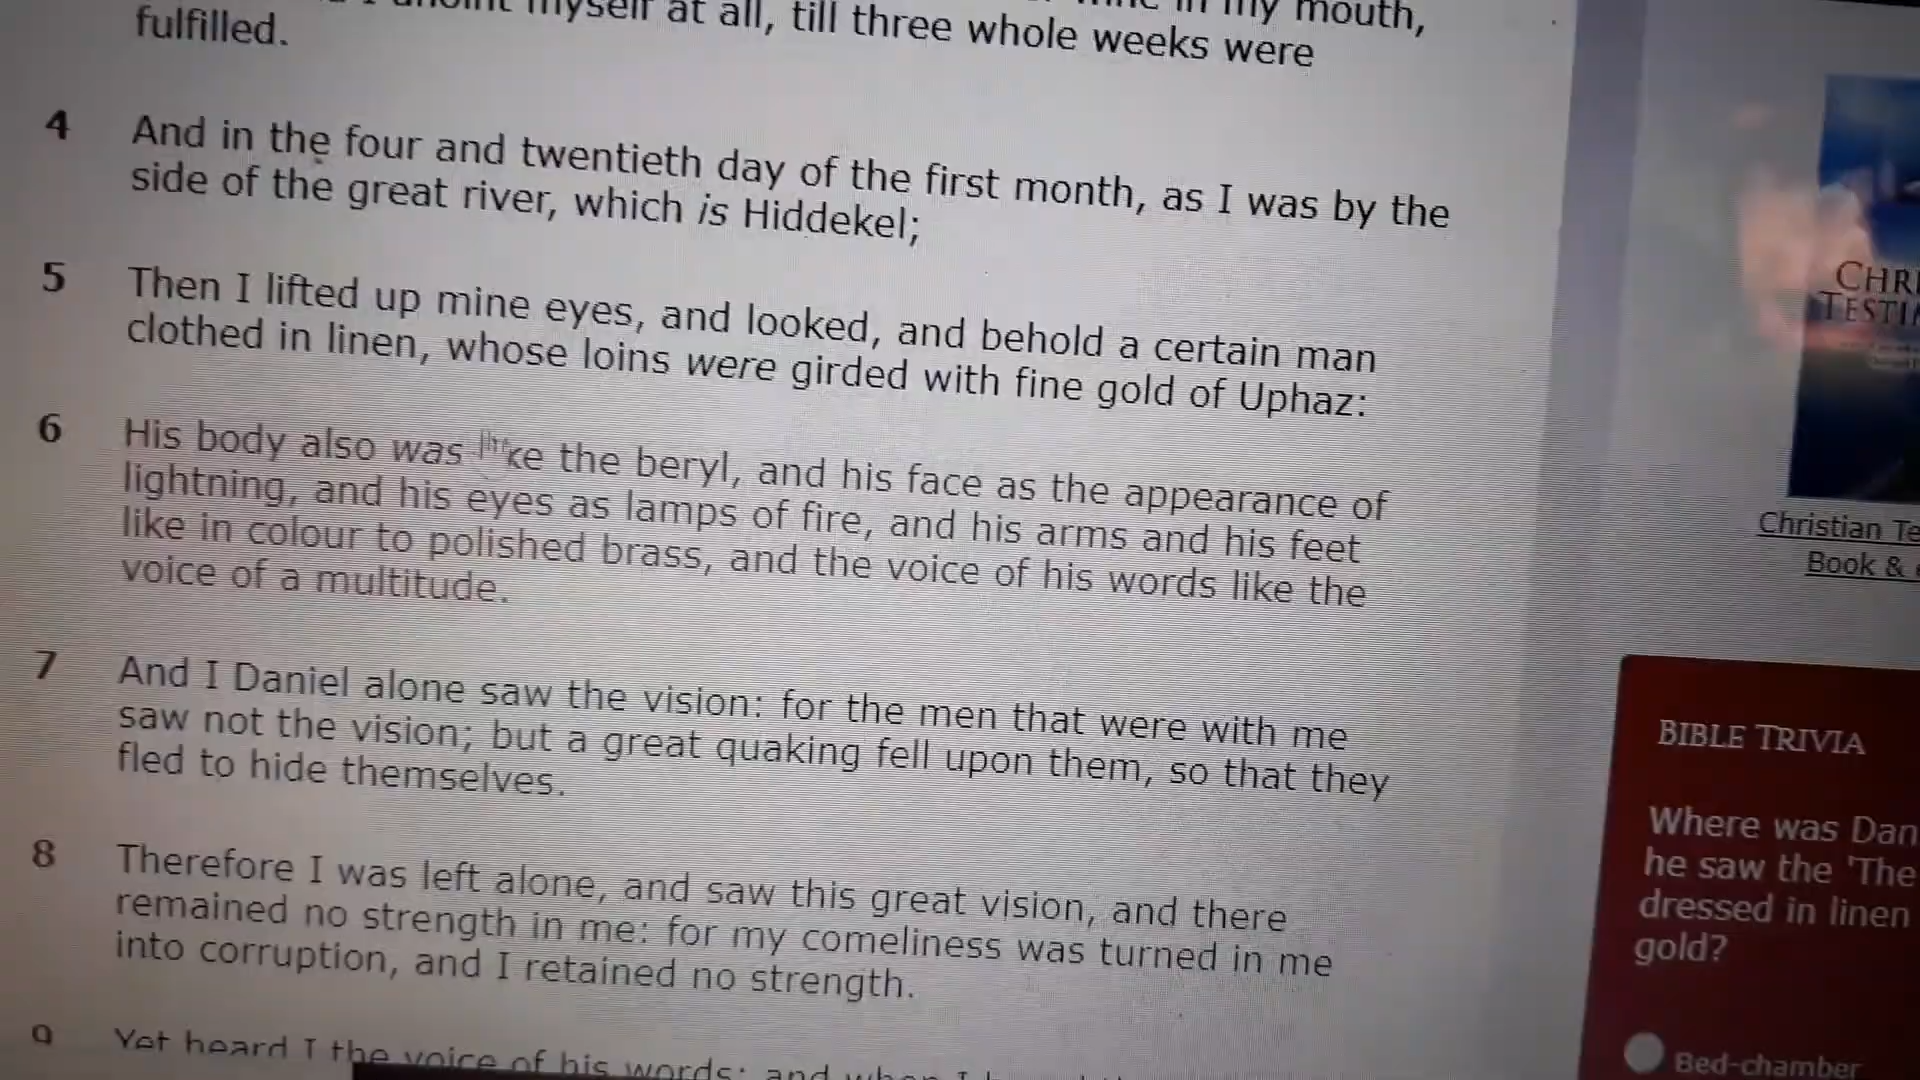 myself at all, till three whole weeks were
fulfilled.
4 And in the four and twentieth day of the first month, as I was by the
side of the great river, which is Hiddekel;
5 Then I lifted up mine eyes, and looked, and behold a certain man
clothed in linen, whose loins were girded with fine gold of Uphaz:
6 His body also was the beryl, and his face as the appearance of
lightning, and his eyes as lamps of fire, and his arms and his feet
like in colour to polished brass, and the voice of his words like the
voice of a multitude.
7 And I Daniel alone saw the vision: for the men that were with me
saw not the vision; but a great quaking fell upon them, so that they
fled to hide themselves.
8 Therefore I was left alone, and saw this great vision, and there
remained no strength in me: for my comeliness was turned in me
into corruption, and I retained no strength.
9 Yet heard I the voice of his words: and when I
Christian
Book &
BIBLE TRIVIA
Where was
he saw the 'The
dressed in linen
gold?
Bed-chamber